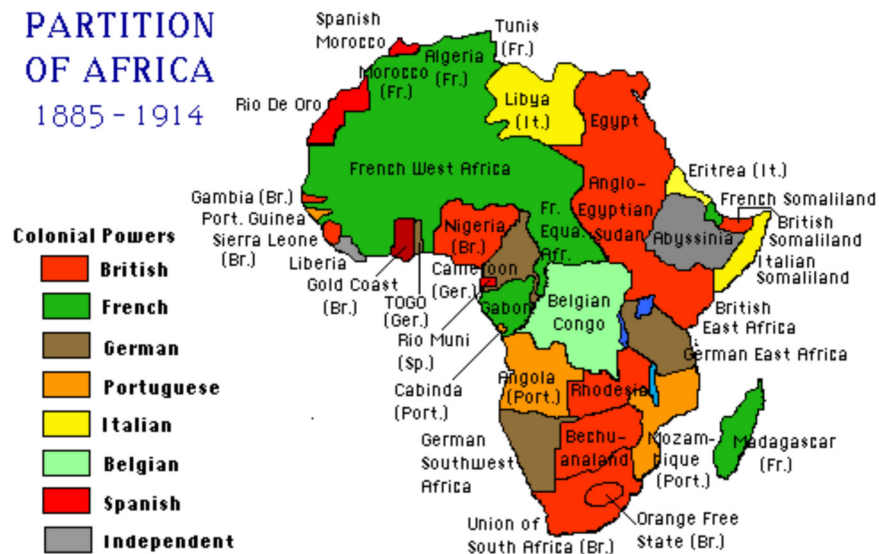 PARTITION
OF AFRICA
1885 - 1914
Spanish
Morocco
Tunis
(Fr.)
Algeria
(Fr.)
Morocco
(Fr.)
Rio De Oro
Libya
(It.)
Egypt
French West Africa
Eritrea (It.)
Gambia (Br.)
Port. Guinea
Sierra Leone
(Br.)
Liberia
Gold Coast
(Br.)
TOGO
(Ger.)
Nigeria
(Br.)
Cameroon
(Ger.)
Fr.
Equa.
Afr.
Anglo-
Egyptian
Sudan
French Somaliland
British
Somaliland
Abyssinia
Italian
Somaliland
Rio Muni
(Sp.)
Gabon
Belgian
Congo
British
East Africa
German East Africa
Cabinda
(Port.)
Angola
(Port.)
Rhodesia
German
Southwest
Africa
Bechu-
analand
Mozam-
bique
(Port.)
Madagascar
(Fr.)
Union of
South Africa (Br.)
Orange Free
State (Br.)
Colonial Powers
British
French
German
Portuguese
Italian
Belgian
Spanish
Independent